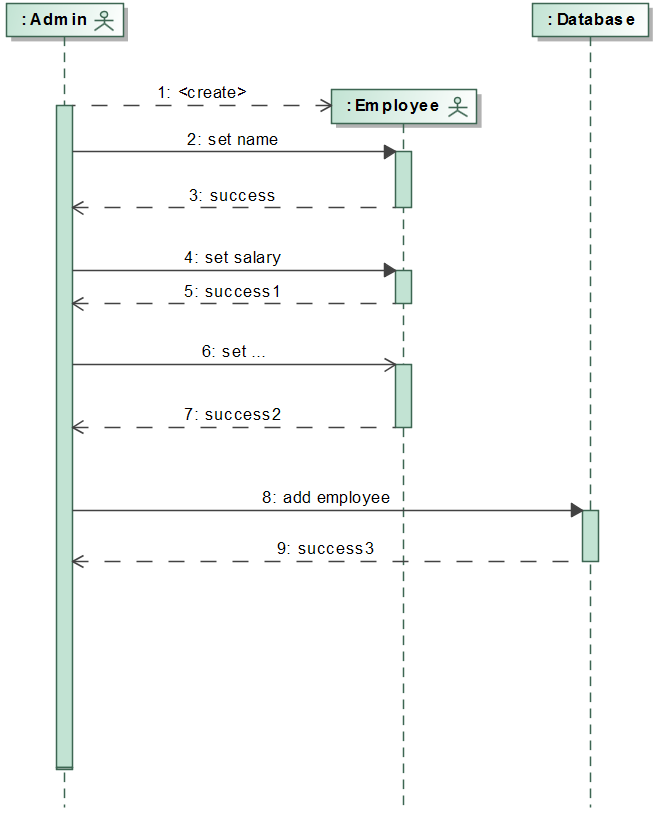 : Admin
: Database
1: <create>
: Employee
2: set name
3: success
4: set salary
5: success1
6: set ...
7: success2
8: add employee
9: success3